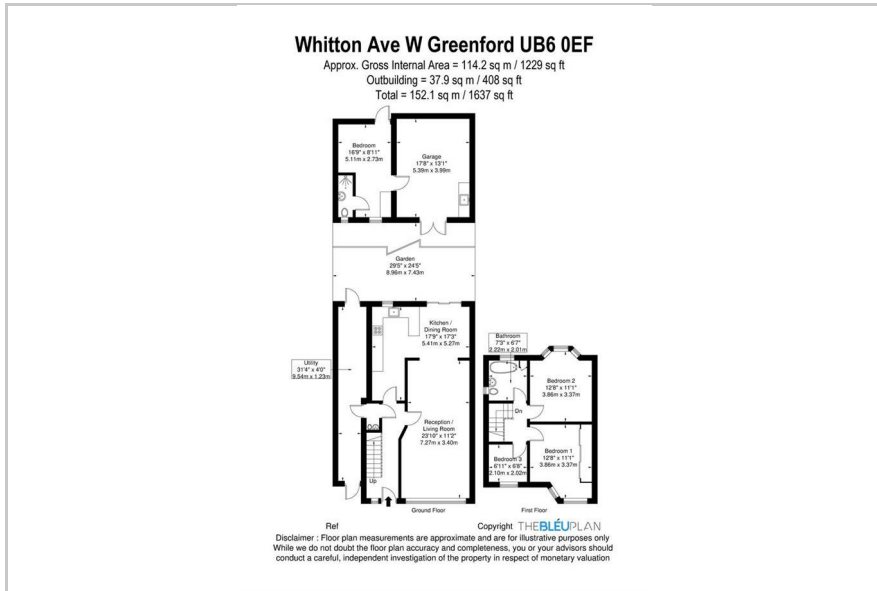 Whitton Ave W Greenford UB6 0EF
Approx. Gross Internal Area = 114.2 sq m / 1229 sq ft
Outbuilding = 37.9 sq m / 408 sq ft
Total = 152.1 sq m / 1637 sq ft
Bedroom
16'9" x 8'11"
5.11m x 2.73m
Garage
17'8" x 13'1"
5.39m x 3.99m
Garden
29'5" x 24'5"
8.96m x 7.43m
Kitchen /
Dining Room
17'9" x 17'3"
5.41m x 5.27m
Utility
31'4" x 4'0"
9.54m x 1.23m
Reception /
Living Room
23'10" x 11'2"
7.27m x 3.40m
Up
Ground Floor
Bathroom
7'3" x 6'7"
2.22m x 2.01m
Bedroom 2
12'8" x 11'1"
3.86m x 3.37m
Dn
Bedroom 1
12'8" x 11'1"
3.86m x 3.37m
Bedroom 3
6'11" x 6'8"
2.10m x 2.02m
First Floor
Ref
Copyright THEBLÉUPLAN
Disclaimer : Floor plan measurements are approximate and are for illustrative purposes only
While we do not doubt the floor plan accuracy and completeness, you or your advisors should
conduct a careful, independent investigation of the property in respect of monetary valuation